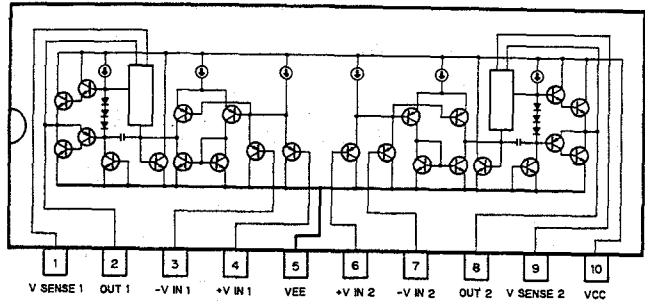 1 2 3 4 5 6 7 8 9 10
V SENSE 1 OUT 1 -V IN 1 +V IN 1 VEE +V IN 2 -V IN 2 OUT 2 V SENSE 2 VCC